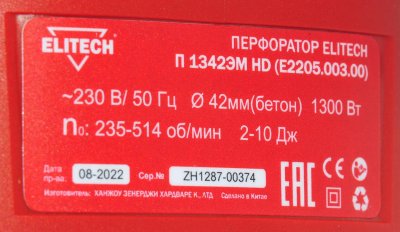 ELITECH
ПЕРФОРАТОР ELITECH
П 1342ЭМ HD (E2205.003.00)
~230 В/ 50 Гц Ø 42мм(бетон) 1300 Вт
n0: 235-514 об/мин 2-10 Дж
Дата пр-ва: 08-2022 Сер.№ ZH1287-00374
Изготовитель: ХАНЖОУ ЗЕНЕРДЖИ ХАРДВАРЕ К., ЛТД Сделано в Китае
EAC